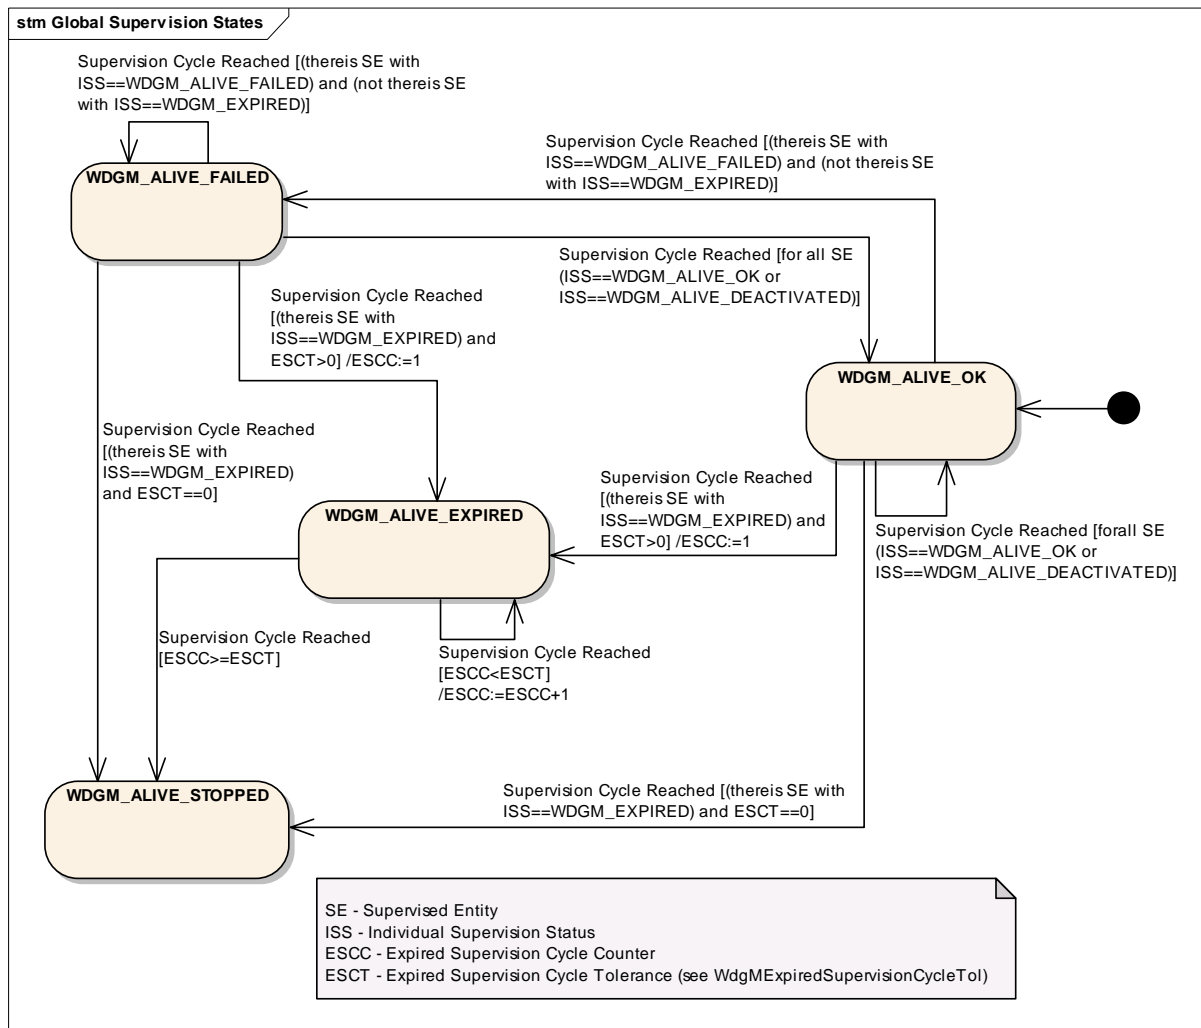 stm Global Supervision States
Supervision Cycle Reached [(thereis SE with
ISS==WDGM_ALIVE_FAILED) and (not thereis SE
with ISS==WDGM_EXPIRED)]
Supervision Cycle Reached [(thereis SE with
ISS==WDGM_ALIVE_FAILED) and (not thereis SE
with ISS==WDGM_EXPIRED)]
WDGM_ALIVE_FAILED
Supervision Cycle Reached [for all SE
(ISS==WDGM_ALIVE_OK or
ISS==WDGM_ALIVE_DEACTIVATED)]
Supervision Cycle Reached
[(thereis SE with
ISS==WDGM_EXPIRED) and
ESCT>0] /ESCC:=1
WDGM_ALIVE_OK
Supervision Cycle Reached
[(thereis SE with
ISS==WDGM_EXPIRED)
and ESCT==0]
Supervision Cycle Reached
[(thereis SE with
ISS==WDGM_EXPIRED) and
ESCT>0] /ESCC:=1
WDGM_ALIVE_EXPIRED
Supervision Cycle Reached [forall SE
(ISS==WDGM_ALIVE_OK or
ISS==WDGM_ALIVE_DEACTIVATED)]
Supervision Cycle Reached
[ESCC>=ESCT]
Supervision Cycle Reached
[ESCC<ESCT]
/ESCC:=ESCC+1
WDGM_ALIVE_STOPPED
Supervision Cycle Reached [(thereis SE with
ISS==WDGM_EXPIRED) and ESCT==0]
SE - Supervised Entity
ISS - Individual Supervision Status
ESCC - Expired Supervision Cycle Counter
ESCT - Expired Supervision Cycle Tolerance (see WdgMExpiredSupervisionCycleTol)